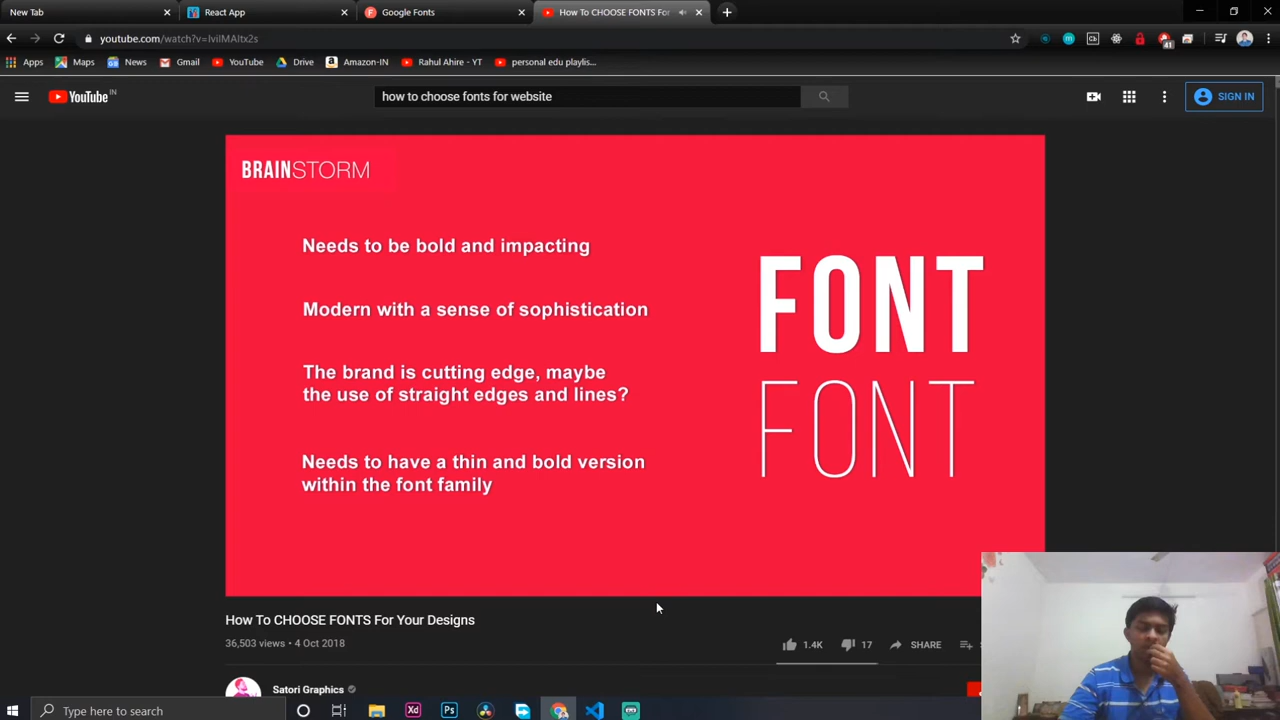 New Tab
React App
Google Fonts
How To CHOOSE FONTS For
youtube.com/watch?v=IvilMAltx2s
41
Apps
Maps
News
Gmail
YouTube
Drive
Amazon-IN
Rahul Ahire - YT
personal edu playlis...
YouTube IN
how to choose fonts for website
SIGN IN
BRAINSTORM
Needs to be bold and impacting
Modern with a sense of sophistication
The brand is cutting edge, maybe
the use of straight edges and lines?
Needs to have a thin and bold version
within the font family
FONT
FONT
How To CHOOSE FONTS For Your Designs
36,503 views • 4 Oct 2018
1.4K
17
SHARE
Satori Graphics
Type here to search
Xd
Ps